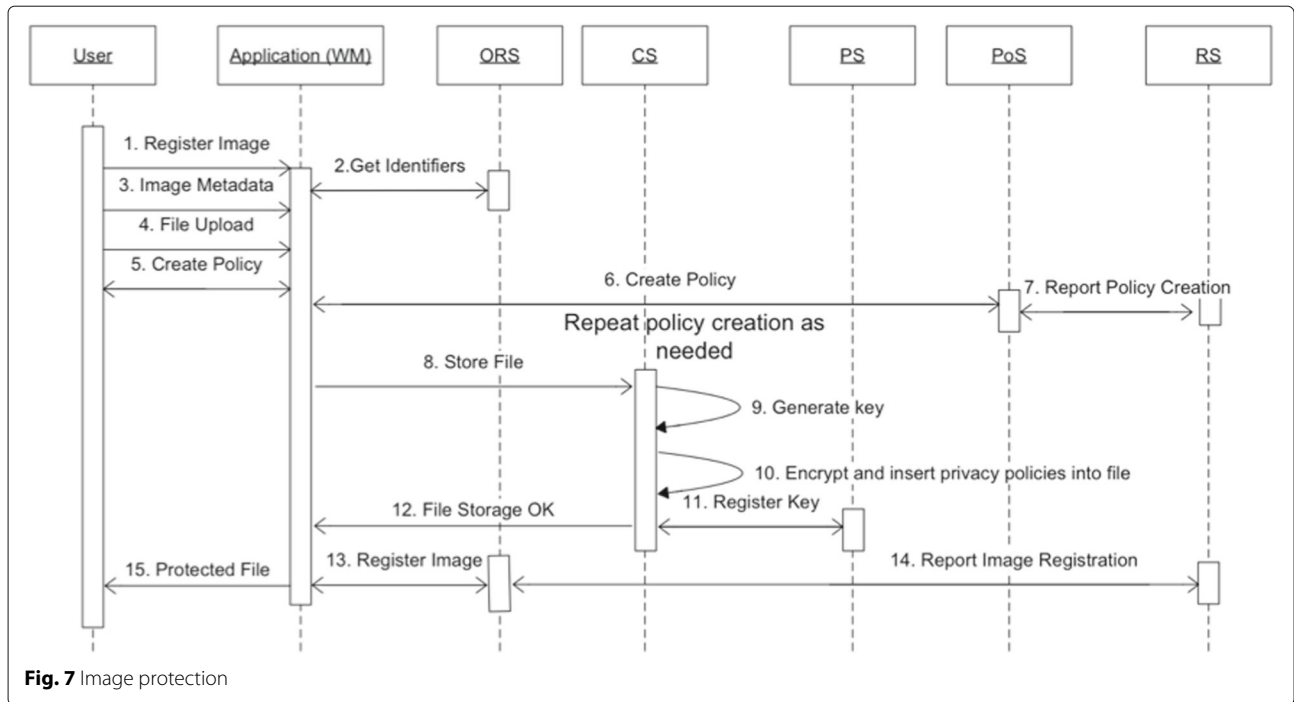 User
Application (WM)
ORS
CS
PS
PoS
RS
1. Register Image
2.Get Identifiers
3. Image Metadata
4. File Upload
5. Create Policy
6. Create Policy
7. Report Policy Creation
Repeat policy creation as
needed
8. Store File
9. Generate key
10. Encrypt and insert privacy policies into file
11. Register Key
12. File Storage OK
13. Register Image
14. Report Image Registration
15. Protected File
Fig. 7 Image protection